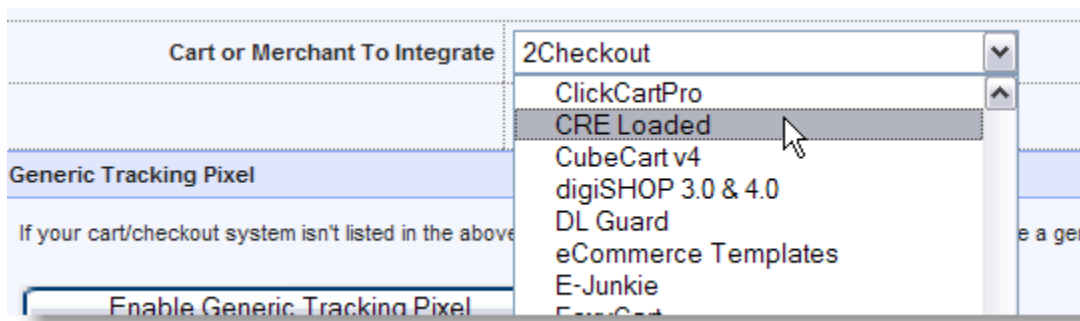 Cart or Merchant To Integrate
2Checkout
ClickCartPro
CRE Loaded
CubeCart v4
digiSHOP 3.0 & 4.0
DL Guard
eCommerce Templates
E-Junkie
Generic Tracking Pixel
If your cart/checkout system isn't listed in the
e a
Enable Generic Tracking Pixel